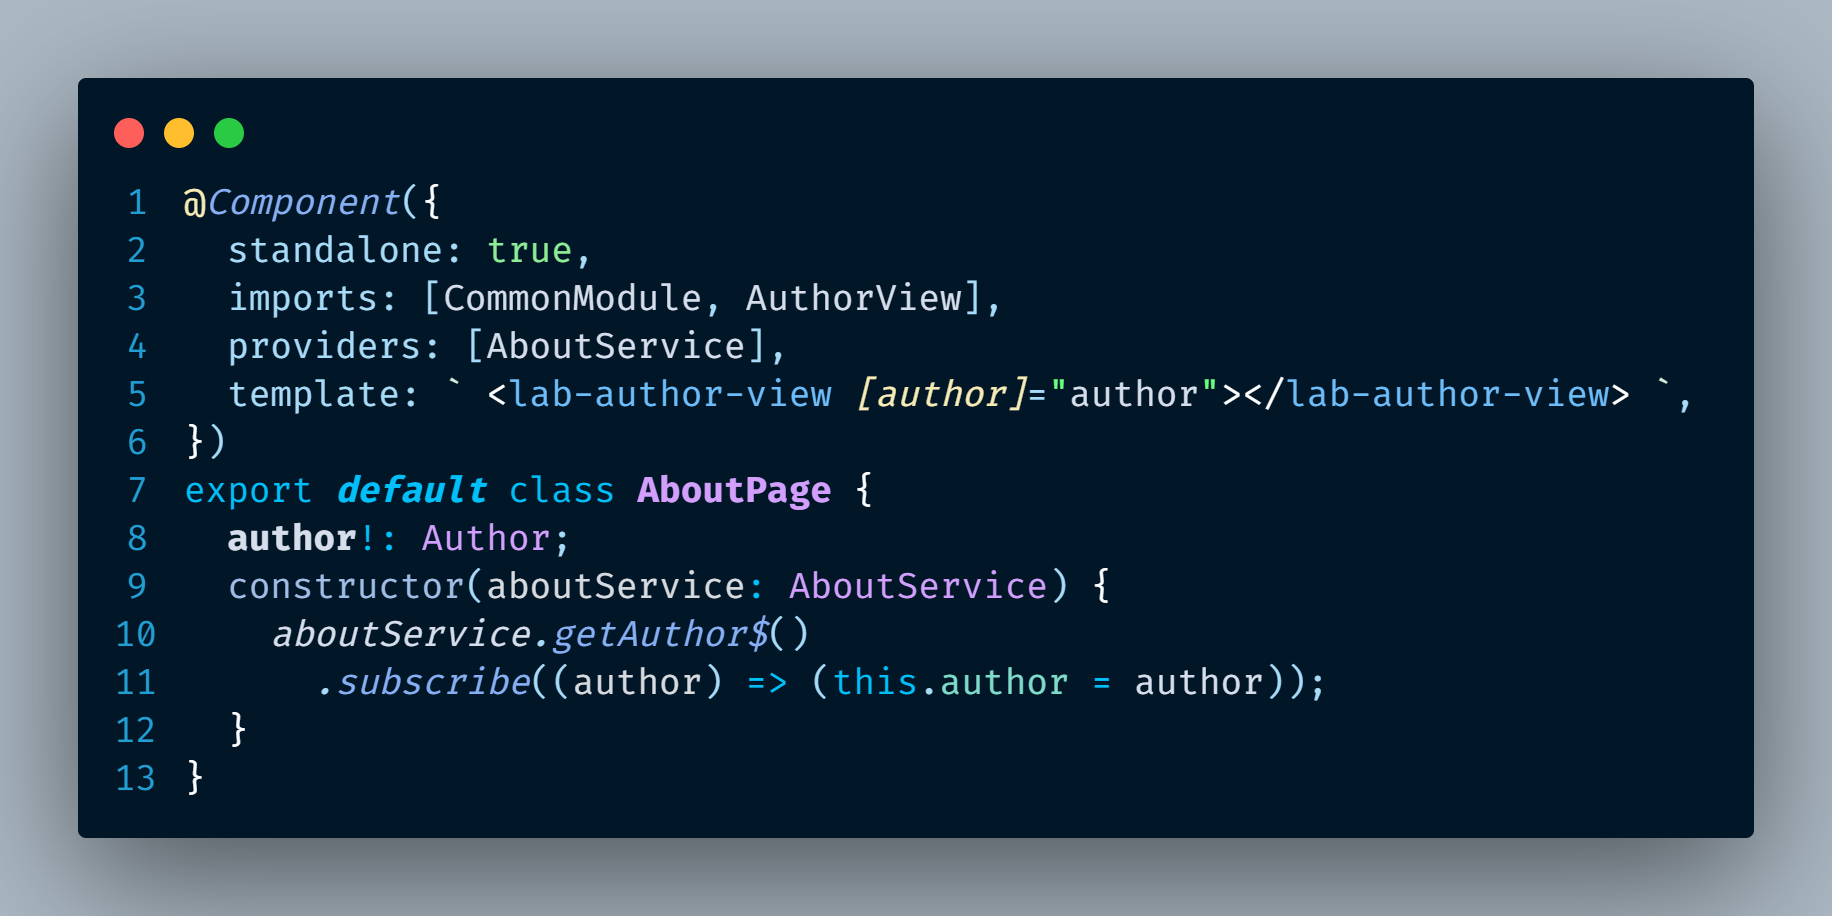 1 @Component({
2   standalone: true,
3   imports: [CommonModule, AuthorView],
4   providers: [AboutService],
5   template: ` <lab-author-view [author]="author"></lab-author-view> `,
6 })
7 export default class AboutPage {
8   author!: Author;
9   constructor(aboutService: AboutService) {
10     aboutService.getAuthor$()
11       .subscribe((author) => (this.author = author));
12   }
13 }